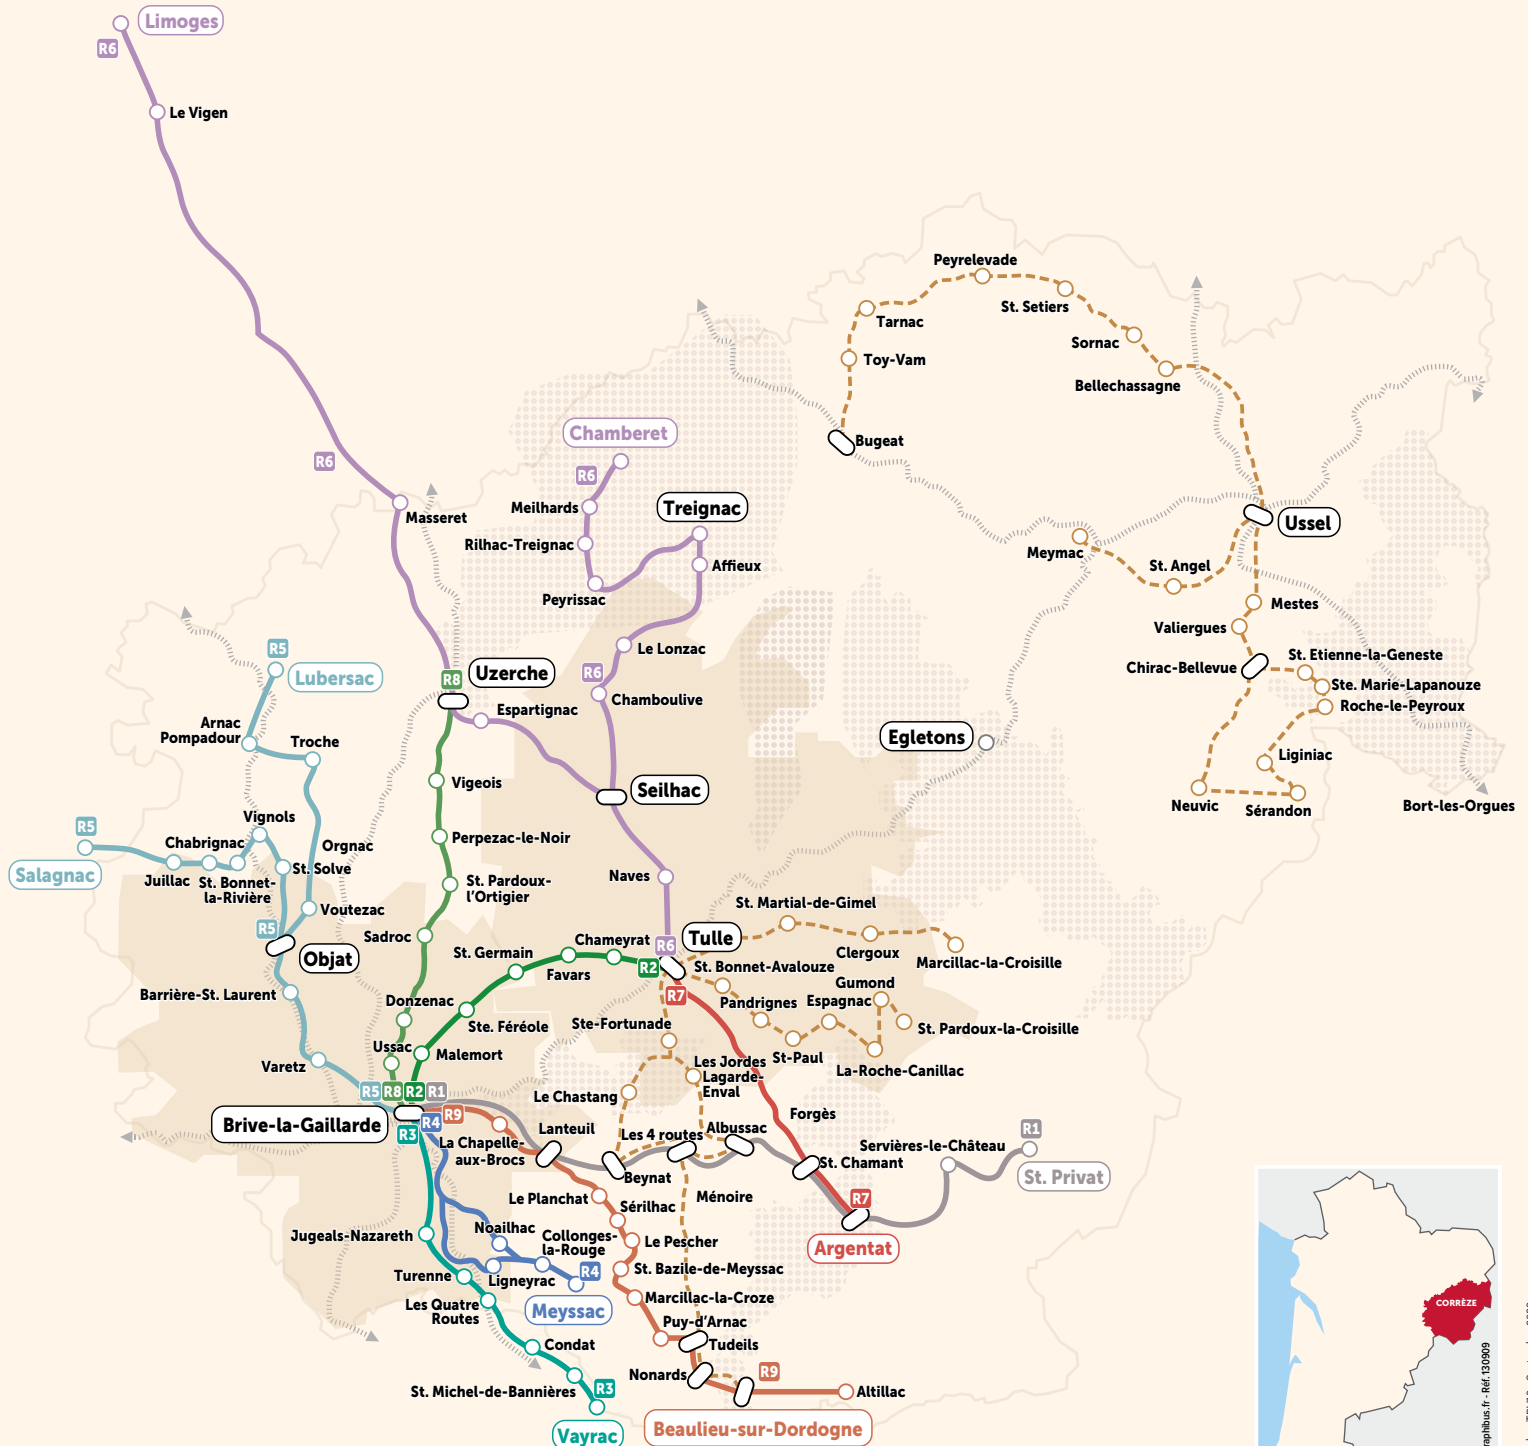 Limoges
R6
Le Vigen
Peyrelevade
St. Setiers
Tarnac
Sornac
Toy-Vam
Bellechassagne
Chamberet
Bugeat
R6
R6
Meilhards
Treignac
Masseret
Ussel
Rilhac-Treignac
Meymac
Affieux
St. Angel
Peyrissac
Mestes
Valiergues
R5
Le Lonzac
St. Etienne-la-Geneste
Chirac-Bellevue
Lubersac
R8
Uzerche
R6
Ste. Marie-Lapanouze
Chamboulive
Roche-le-Peyroux
Espartignac
Arnac
Pompadour
Troche
Egletons
Liginiac
Vigeois
Seilhac
Neuvic
Sérandon
Bort-les-Orgues
Vignols
R5
Chabrignac
Orgnac
Perpezac-le-Noir
Salagnac
Juillac
St. Bonnet-
la-Rivière
St. Solve
St. Pardoux-
l'Ortigier
Naves
Voutezac
St. Martial-de-Gimel
R5
Sadroc
Chameyrat
R6
Tulle
Objat
St. Germain
Favars
R2
Clergoux
Marcillac-la-Croisille
St. Bonnet-Avalouze
Gumond
Barrière-St. Laurent
Donzenac
R7
Pandrignes
Espagnac
Ste. Féréole
Ste-Fortunade
St. Pardoux-la-Croisille
Ussac
Malemort
St-Paul
Varetz
Les Jordes
Lagarde-
Enval
La-Roche-Canillac
R5
R8
R2
R1
Le Chastang
Brive-la-Gaillarde
R4
R9
Forgès
R3
Lanteuil
Les 4 routes
Albussac
R1
La Chapelle-
aux-Brocs
Servières-le-Château
St. Chamant
Beynat
St. Privat
Le Planchat
Ménoire
R7
Sérilhac
Jugeals-Nazareth
Noailhac
Collonges-
la-Rouge
Le Pescher
Argentat
Turenne
Ligneyrac
R4
St. Bazile-de-Meyssac
Les Quatre
Routes
Meyssac
Marcillac-la-Croze
Puy-d'Arnac
Condat
Tudeils
Nonards
R9
St. Michel-de-Bannières
R3
Altillac
Vayrac
Beaulieu-sur-Dordogne
CORRÈZE
raphibus.fr - Réf. 130909